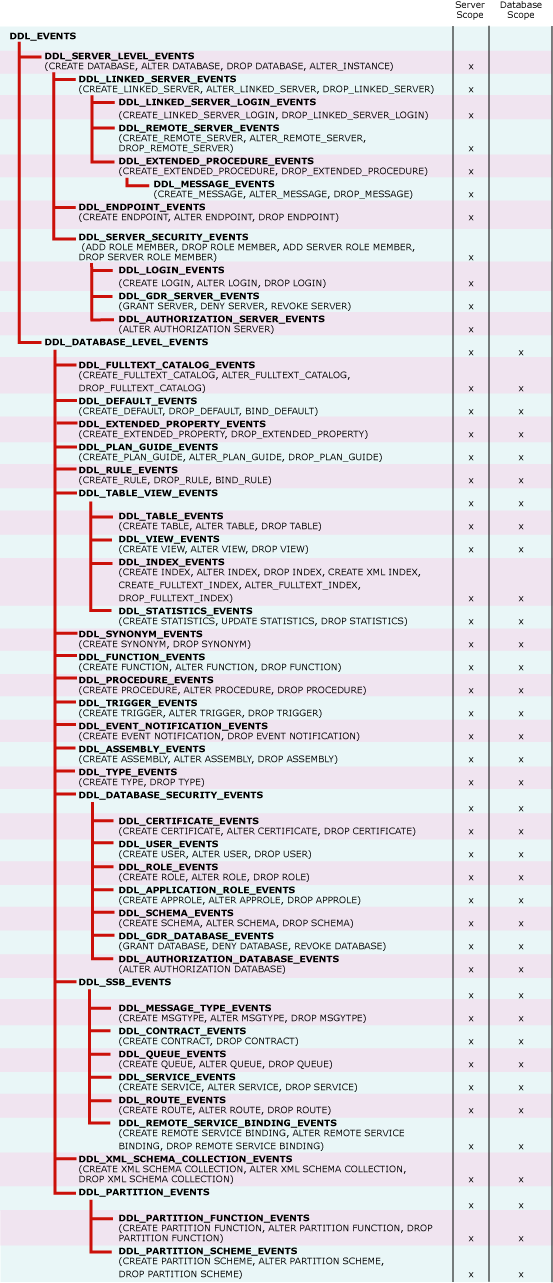 Server Database
Scope Scope
DDL_EVENTS
DDL_SERVER_LEVEL_EVENTS
(CREATE DATABASE, ALTER DATABASE, DROP DATABASE, ALTER_INSTANCE) x
DDL_LINKED_SERVER_EVENTS
(CREATE_LINKED_SERVER, ALTER_LINKED_SERVER, DROP_LINKED_SERVER) x
DDL_LINKED_SERVER_LOGIN_EVENTS
(CREATE_LINKED_SERVER_LOGIN, DROP_LINKED_SERVER_LOGIN) x
DDL_REMOTE_SERVER_EVENTS
(CREATE_REMOTE_SERVER, ALTER_REMOTE_SERVER,
DROP_REMOTE_SERVER) x
DDL_EXTENDED_PROCEDURE_EVENTS
(CREATE_EXTENDED_PROCEDURE, DROP_EXTENDED_PROCEDURE) x
DDL_MESSAGE_EVENTS
(CREATE_MESSAGE, ALTER_MESSAGE, DROP_MESSAGE) x
DDL_ENDPOINT_EVENTS
(CREATE ENDPOINT, ALTER ENDPOINT, DROP ENDPOINT) x
DDL_SERVER_SECURITY_EVENTS
(ADD ROLE MEMBER, DROP ROLE MEMBER, ADD SERVER ROLE MEMBER,
DROP SERVER ROLE MEMBER) x
DDL_LOGIN_EVENTS
(CREATE LOGIN, ALTER LOGIN, DROP LOGIN) x
DDL_GDR_SERVER_EVENTS
(GRANT SERVER, DENY SERVER, REVOKE SERVER) x
DDL_AUTHORIZATION_SERVER_EVENTS
(ALTER AUTHORIZATION SERVER) x
DDL_DATABASE_LEVEL_EVENTS
x x
DDL_FULLTEXT_CATALOG_EVENTS
(CREATE_FULLTEXT_CATALOG, ALTER_FULLTEXT_CATALOG,
DROP_FULLTEXT_CATALOG) x x
DDL_DEFAULT_EVENTS
(CREATE_DEFAULT, DROP_DEFAULT, BIND_DEFAULT) x x
DDL_EXTENDED_PROPERTY_EVENTS
(CREATE_EXTENDED_PROPERTY, DROP_EXTENDED_PROPERTY) x x
DDL_PLAN_GUIDE_EVENTS
(CREATE_PLAN_GUIDE, ALTER_PLAN_GUIDE, DROP_PLAN_GUIDE) x x
DDL_RULE_EVENTS
(CREATE_RULE, DROP_RULE, BIND_RULE) x x
DDL_TABLE_VIEW_EVENTS
x x
DDL_TABLE_EVENTS
(CREATE TABLE, ALTER TABLE, DROP TABLE) x x
DDL_VIEW_EVENTS
(CREATE VIEW, ALTER VIEW, DROP VIEW) x x
DDL_INDEX_EVENTS
(CREATE INDEX, ALTER INDEX, DROP INDEX, CREATE XML INDEX,
CREATE_FULLTEXT_INDEX, ALTER_FULLTEXT_INDEX,
DROP_FULLTEXT_INDEX) x x
DDL_STATISTICS_EVENTS
(CREATE STATISTICS, UPDATE STATISTICS, DROP STATISTICS) x x
DDL_SYNONYM_EVENTS
(CREATE SYNONYM, DROP SYNONYM) x x
DDL_FUNCTION_EVENTS
(CREATE FUNCTION, ALTER FUNCTION, DROP FUNCTION) x x
DDL_PROCEDURE_EVENTS
(CREATE PROCEDURE, ALTER PROCEDURE, DROP PROCEDURE) x x
DDL_TRIGGER_EVENTS
(CREATE TRIGGER, ALTER TRIGGER, DROP TRIGGER) x x
DDL_EVENT_NOTIFICATION_EVENTS
(CREATE EVENT NOTIFICATION, DROP EVENT NOTIFICATION) x x
DDL_ASSEMBLY_EVENTS
(CREATE ASSEMBLY, ALTER ASSEMBLY, DROP ASSEMBLY) x x
DDL_TYPE_EVENTS
(CREATE TYPE, DROP TYPE) x x
DDL_DATABASE_SECURITY_EVENTS
x x
DDL_CERTIFICATE_EVENTS
(CREATE CERTIFICATE, ALTER CERTIFICATE, DROP CERTIFICATE) x x
DDL_USER_EVENTS
(CREATE USER, ALTER USER, DROP USER) x x
DDL_ROLE_EVENTS
(CREATE ROLE, ALTER ROLE, DROP ROLE) x x
DDL_APPLICATION_ROLE_EVENTS
(CREATE APPROLE, ALTER APPROLE, DROP APPROLE) x x
DDL_SCHEMA_EVENTS
(CREATE SCHEMA, ALTER SCHEMA, DROP SCHEMA) x x
DDL_GDR_DATABASE_EVENTS
(GRANT DATABASE, DENY DATABASE, REVOKE DATABASE) x x
DDL_AUTHORIZATION_DATABASE_EVENTS
(ALTER AUTHORIZATION DATABASE) x x
DDL_SSB_EVENTS
x x
DDL_MESSAGE_TYPE_EVENTS
(CREATE MSGTYPE, ALTER MSGTYPE, DROP MSGYTPE) x x
DDL_CONTRACT_EVENTS
(CREATE CONTRACT, DROP CONTRACT) x x
DDL_QUEUE_EVENTS
(CREATE QUEUE, ALTER QUEUE, DROP QUEUE) x x
DDL_SERVICE_EVENTS
(CREATE SERVICE, ALTER SERVICE, DROP SERVICE) x x
DDL_ROUTE_EVENTS
(CREATE ROUTE, ALTER ROUTE, DROP ROUTE) x x
DDL_REMOTE_SERVICE_BINDING_EVENTS
(CREATE REMOTE SERVICE BINDING, ALTER REMOTE SERVICE
BINDING, DROP REMOTE SERVICE BINDING) x x
DDL_XML_SCHEMA_COLLECTION_EVENTS
(CREATE XML SCHEMA COLLECTION, ALTER XML SCHEMA COLLECTION,
DROP XML SCHEMA COLLECTION) x x
DDL_PARTITION_EVENTS
x x
DDL_PARTITION_FUNCTION_EVENTS
(CREATE PARTITION FUNCTION, ALTER PARTITION FUNCTION, DROP
PARTITION FUNCTION) x x
DDL_PARTITION_SCHEME_EVENTS
(CREATE PARTITION SCHEME, ALTER PARTITION SCHEME,
DROP PARTITION SCHEME) x x